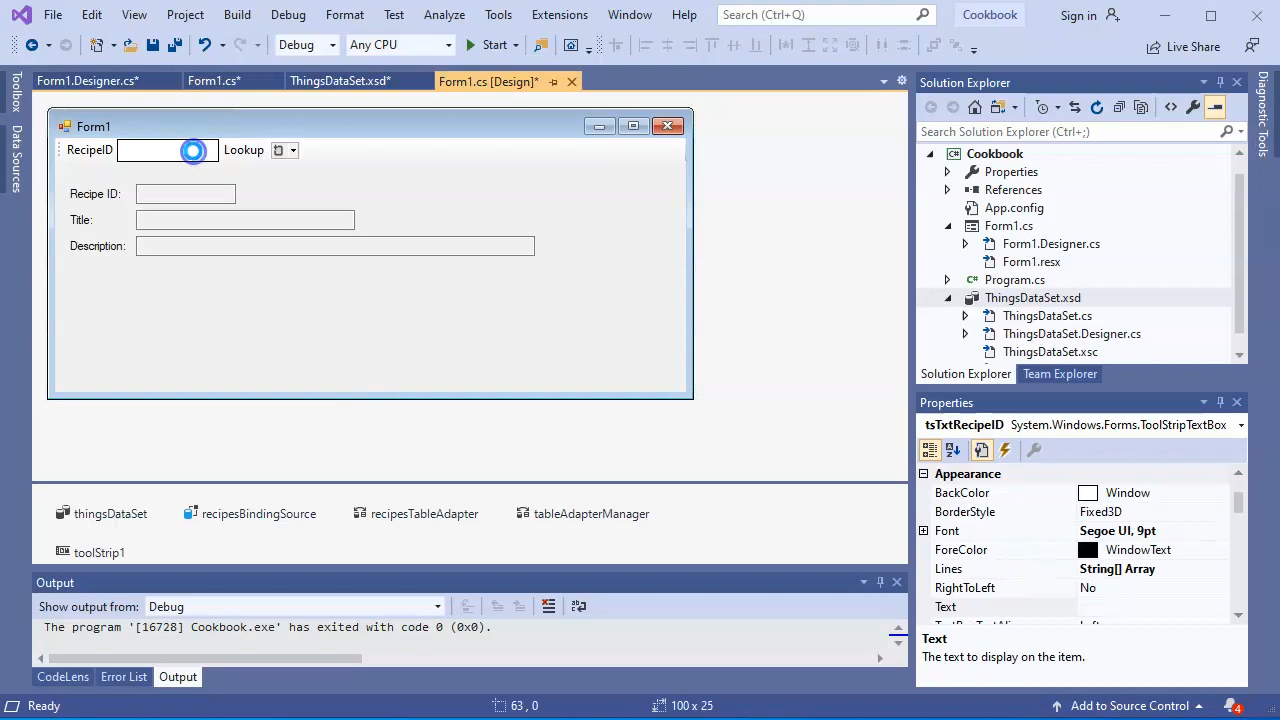 File Edit View Project Build Debug Format Test Analyze Tools Extensions Window Help Search (Ctrl+Q) Cookbook Sign in
Debug Any CPU Start Live Share
Toolbox
Data Sources
Form1.Designer.cs* Form1.cs* ThingsDataSet.xsd* Form1.cs [Design]*
Form1
RecipeID Lookup
Recipe ID:
Title:
Description:
thingsDataSet recipesBindingSource recipesTableAdapter tableAdapterManager
toolStrip1
Output
Show output from: Debug
The program '[16728] Cookbook.exe' has exited with code 0 (0x0).
CodeLens Error List Output
Solution Explorer
Search Solution Explorer (Ctrl+;)
Cookbook
Properties
References
App.config
Form1.cs
Form1.Designer.cs
Form1.resx
Program.cs
ThingsDataSet.xsd
ThingsDataSet.cs
ThingsDataSet.Designer.cs
ThingsDataSet.xsc
Solution Explorer Team Explorer
Properties
tsTxtRecipeID System.Windows.Forms.ToolStripTextBox
Appearance
BackColor Window
BorderStyle Fixed3D
Font Segoe UI, 9pt
ForeColor WindowText
Lines String[] Array
RightToLeft No
Text
Text
The text to display on the item.
Diagnostic Tools
Ready 63 , 0 100 x 25 Add to Source Control 4